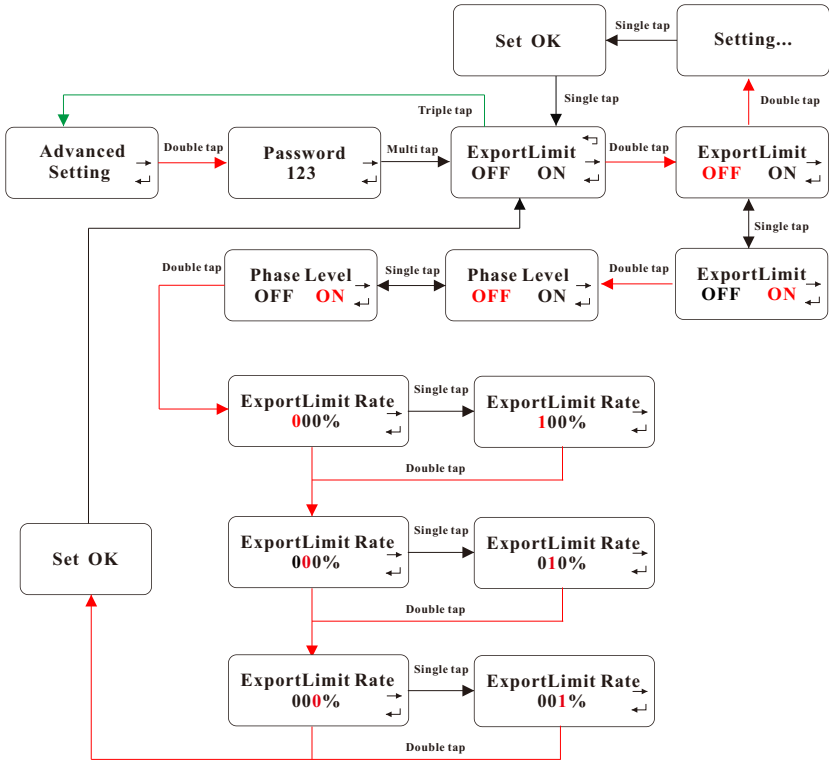 Set OK
Single tap
Setting...
Single tap
Double tap
Triple tap
Advanced
Setting
Double tap
Password
123
Multi tap
ExportLimit
OFF ON
Double tap
ExportLimit
OFF ON
Single tap
Double tap
Phase Level
OFF ON
Single tap
Phase Level
OFF ON
Double tap
ExportLimit
OFF ON
ExportLimit Rate
000%
Single tap
ExportLimit Rate
100%
Double tap
Set OK
ExportLimit Rate
000%
Single tap
ExportLimit Rate
010%
Double tap
ExportLimit Rate
000%
Single tap
ExportLimit Rate
001%
Double tap